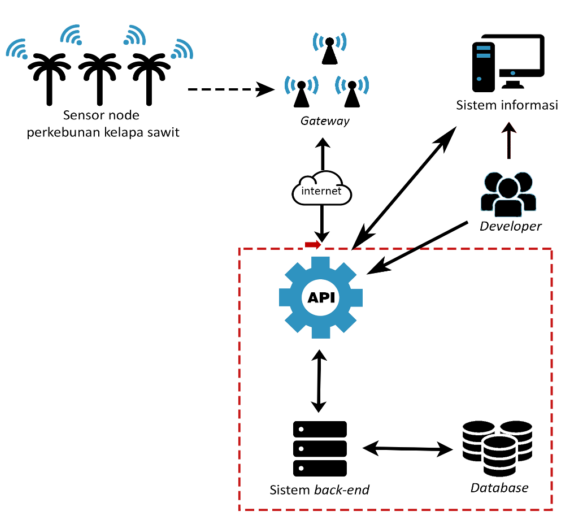 Sensor node
perkebunan kelapa sawit
Gateway
Sistem informasi
internet
Developer
API
Sistem back-end
Database